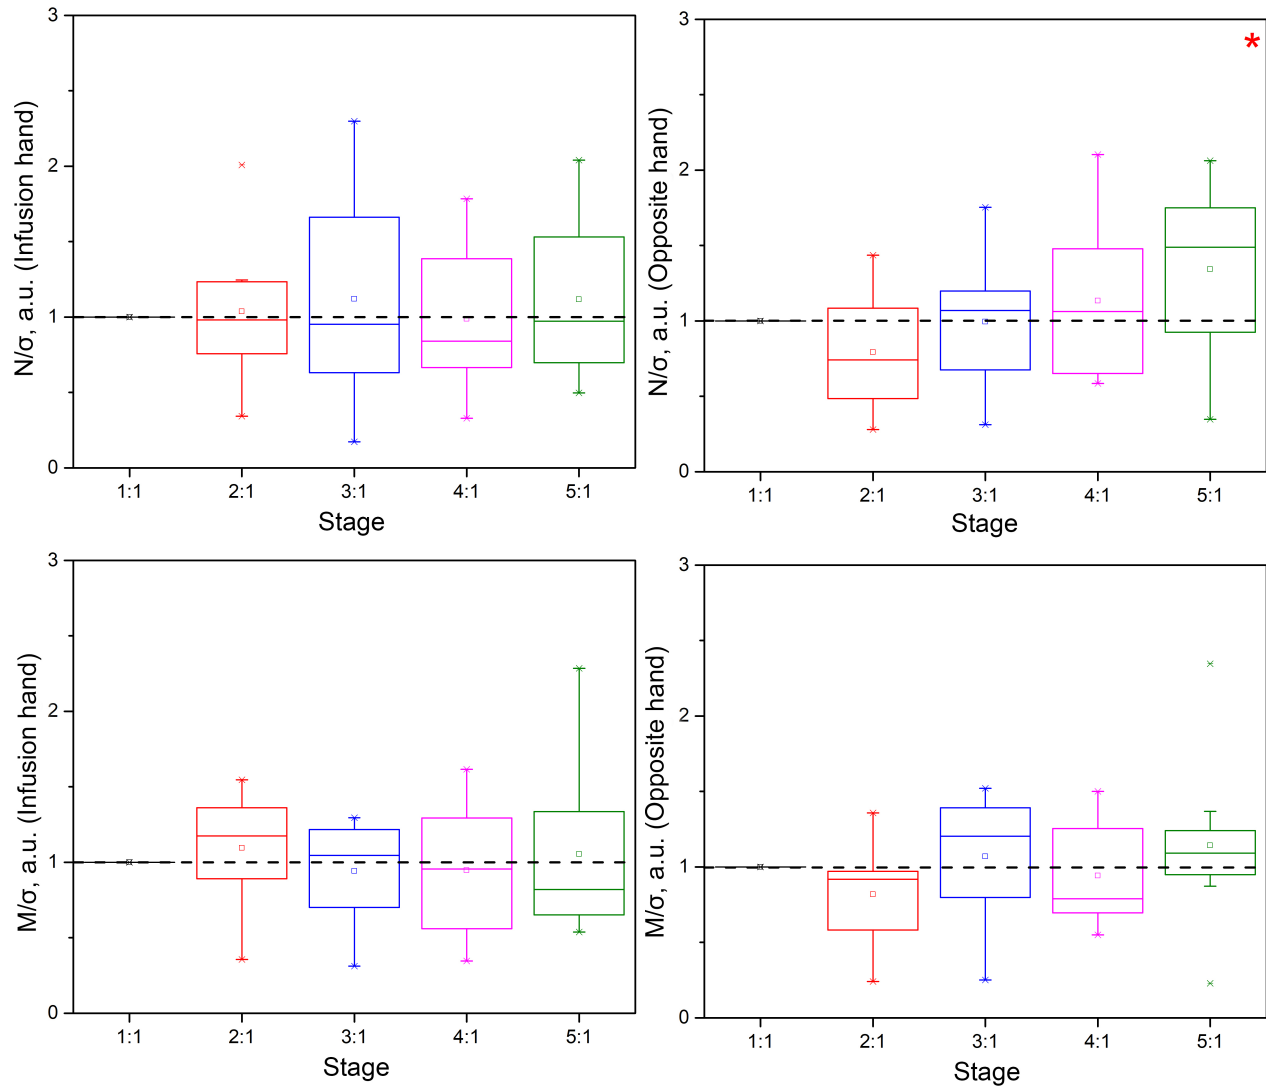 N/σ, a.u. (Infusion hand)
3
2
1
0
1:1 2:1 3:1 4:1 5:1
Stage
N/σ, a.u. (Opposite hand)
3
*
2
1
0
1:1 2:1 3:1 4:1 5:1
Stage
M/σ, a.u. (Infusion hand)
3
2
1
0
1:1 2:1 3:1 4:1 5:1
Stage
M/σ, a.u. (Opposite hand)
3
2
1
0
1:1 2:1 3:1 4:1 5:1
Stage